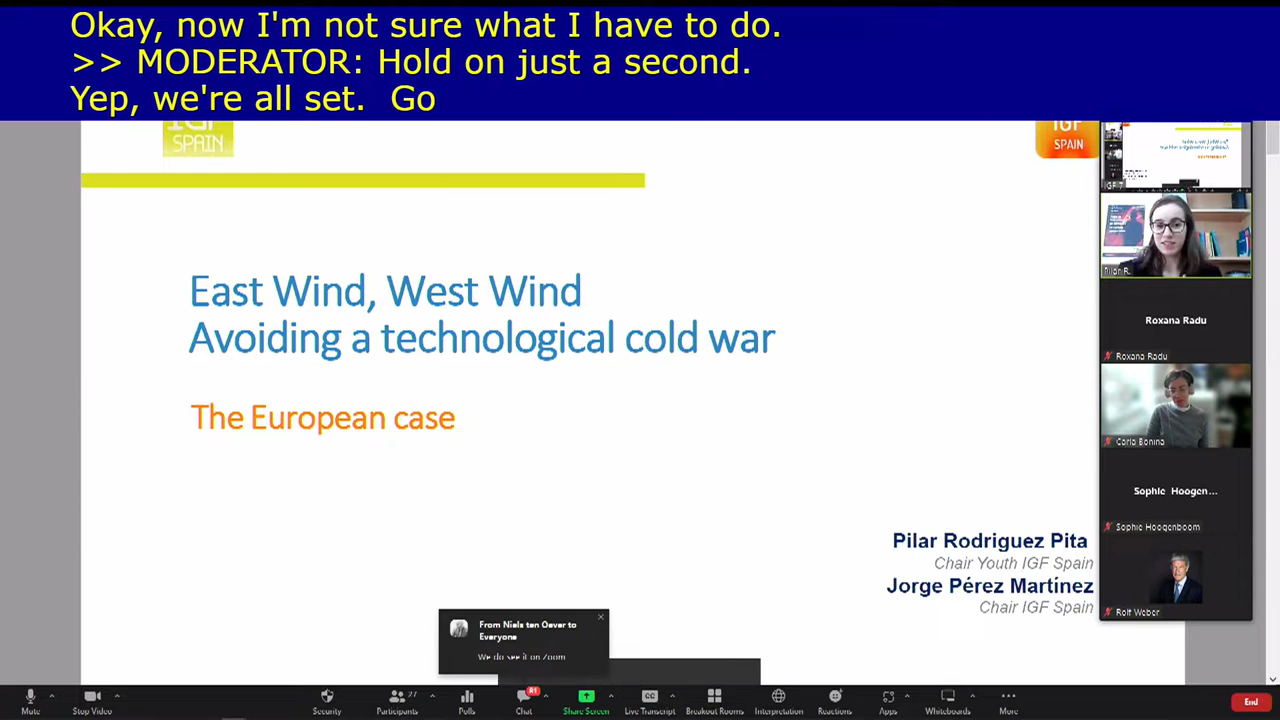 Okay, now I'm not sure what I have to do.
>> MODERATOR: Hold on just a second.
Yep, we're all set.  Go
IGF
SPAIN
IGF
SPAIN
East Wind, West Wind
Avoiding a technological cold war
The European case
Pilar Rodriguez Pita
Chair Youth IGF Spain
Jorge Pérez Martínez
Chair IGF Spain
Pilar R.
Roxana Radu
Roxana Radu
Carla Bonina
Sophie Hoogen...
Sophie Hoogenboom
Rolf Weber
From Niels ten Oever to
Everyone
We do see it on Zoom
Mute
Stop Video
Security
Participants
27
Polls
Chat
Share Screen
Live Transcript
Breakout Rooms
Interpretation
Reactions
Apps
Whiteboards
More
End